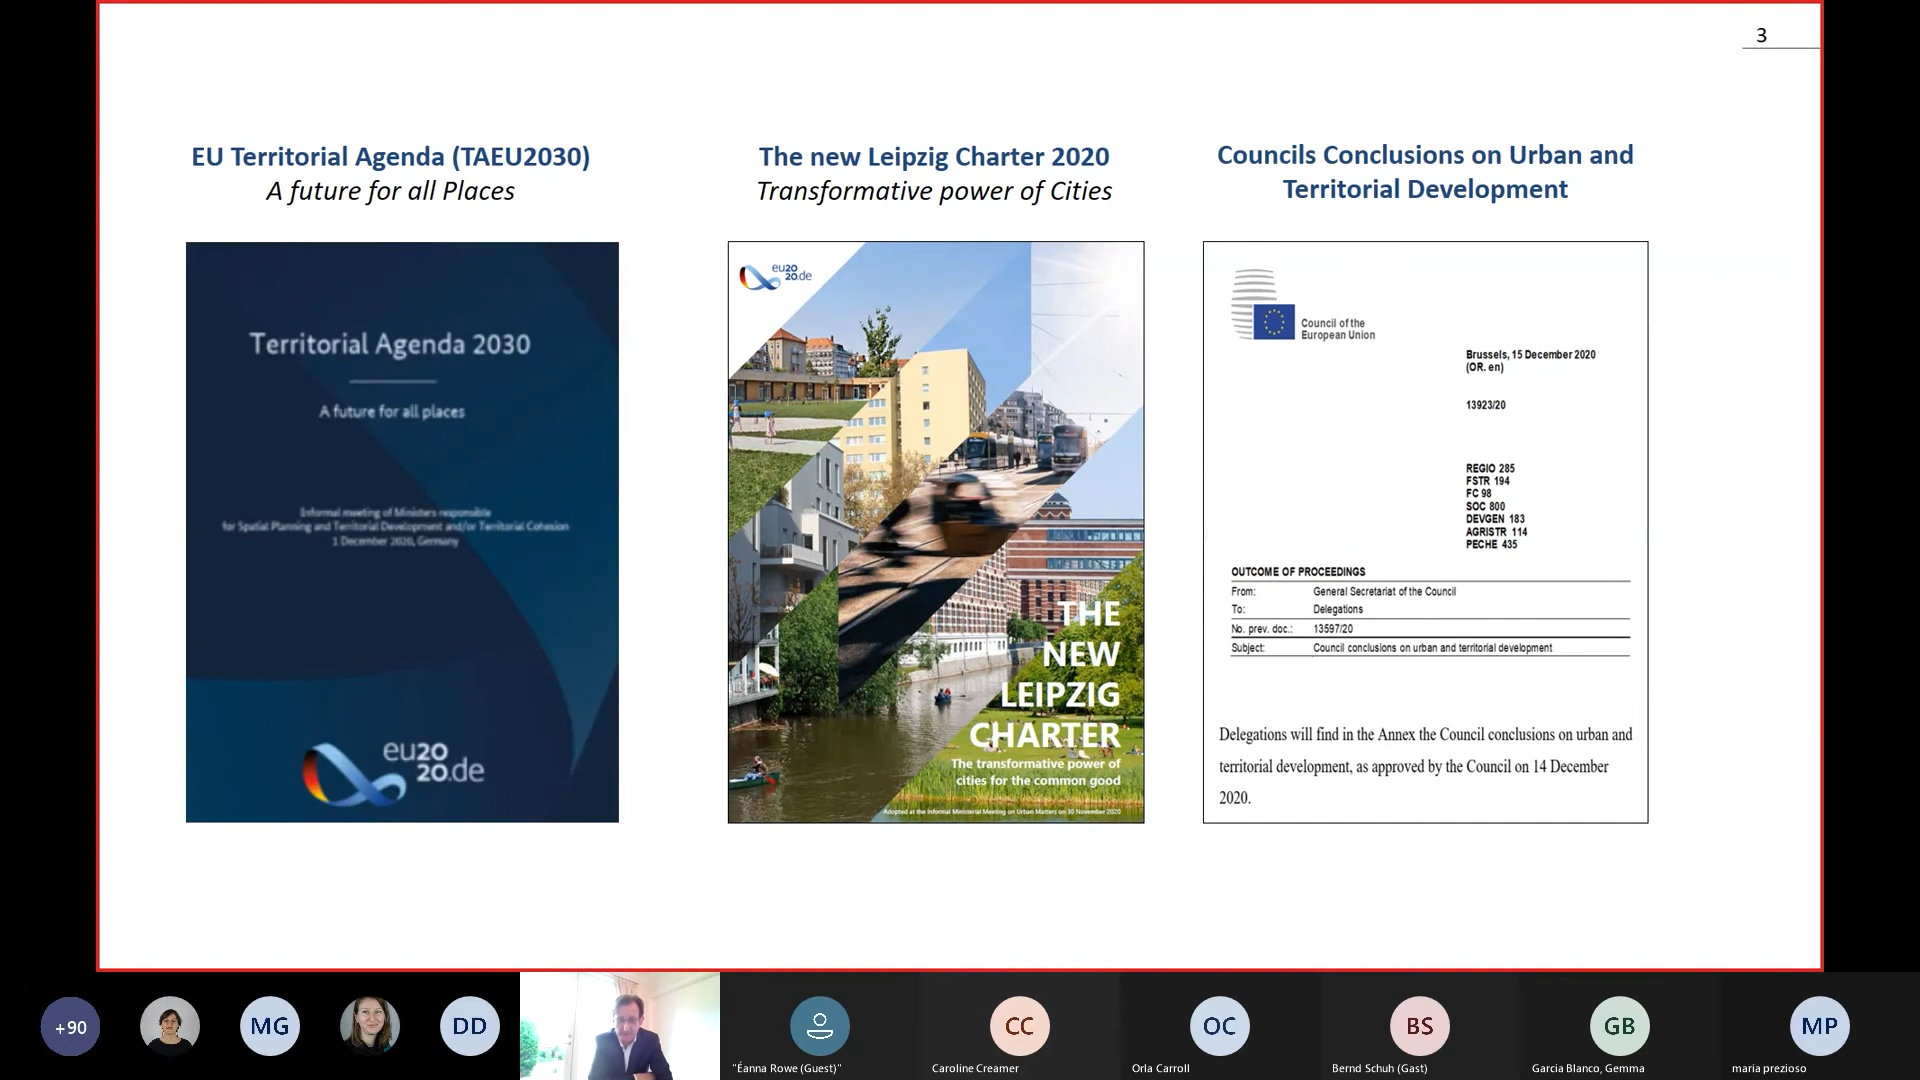 3
EU Territorial Agenda (TAEU2030)
A future for all Places
The new Leipzig Charter 2020
Transformative power of Cities
Councils Conclusions on Urban and
Territorial Development
Territorial Agenda 2030
A future for all places
Informal meeting of Ministers responsible
for Spatial Planning and Territorial Development and/or Territorial Cohesion
1 December 2020, Germany
eu20
20.de
eu20
20.de
THE
NEW
LEIPZIG
CHARTER
The transformative power of
cities for the common good
Adopted at the Informal Ministerial Meeting on Urban Matters on 30 November 2020
Council of the
European Union
Brussels, 15 December 2020
(OR. en)
13923/20
REGIO 285
FSTR 194
FC 98
SOC 800
DEVGEN 183
AGRISTR 114
PECHE 435
OUTCOME OF PROCEEDINGS
From: General Secretariat of the Council
To: Delegations
No. prev. doc.: 13597/20
Subject: Council conclusions on urban and territorial development
Delegations will find in the Annex the Council conclusions on urban and
territorial development, as approved by the Council on 14 December
2020.
+90
MG
DD
"Éanna Rowe (Guest)"
CC
Caroline Creamer
OC
Orla Carroll
BS
Bernd Schuh (Gast)
GB
Garcia Blanco, Gemma
MP
maria prezioso